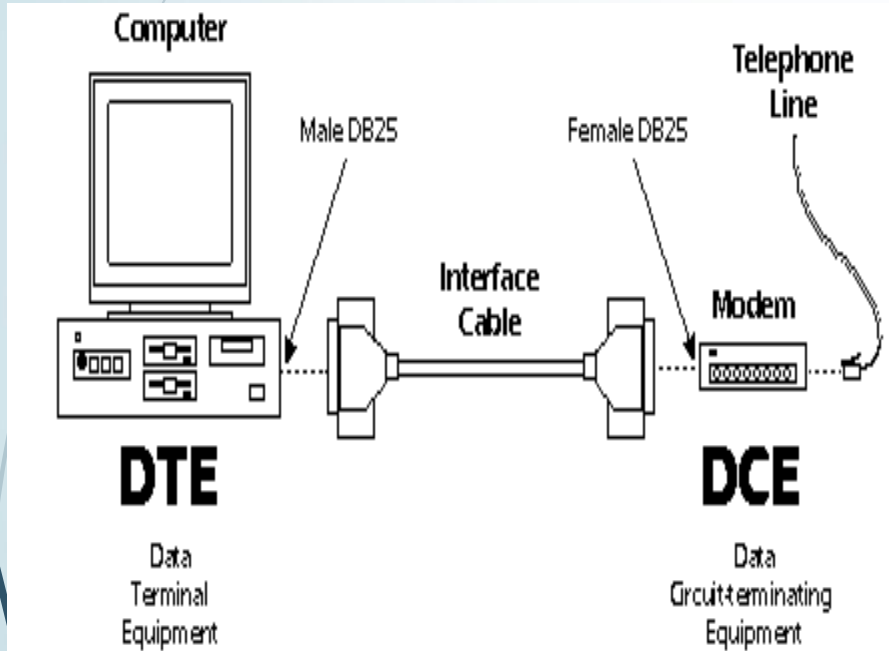 Computer
Telephone
Line
Male DB25
Female DB25
Interface
Cable
Modem
DTE
DCE
Data
Terminal
Equipment
Data
Circuit-terminating
Equipment